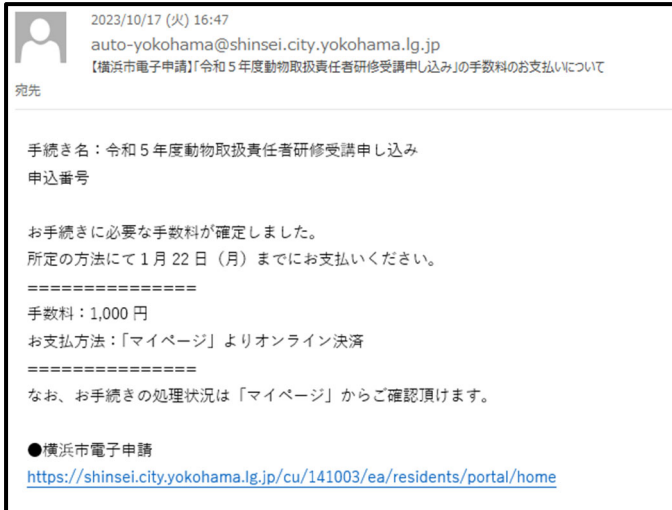 2023/10/17 (火) 16:47
auto-yokohama@shinsei.city.yokohama.lg.jp
【横浜市電子申請】「令和５年度動物取扱責任者研修受講申し込み」の手数料のお支払いについて
宛先
手続き名：令和５年度動物取扱責任者研修受講申し込み
申込番号
お手続きに必要な手数料が確定しました。
所定の方法にて１月 22 日（月）までにお支払いください。
===============
手数料：1,000 円
お支払方法：「マイページ」よりオンライン決済
===============
なお、お手続きの処理状況は「マイページ」からご確認頂けます。
●横浜市電子申請
https://shinsei.city.yokohama.lg.jp/cu/141003/ea/residents/portal/home